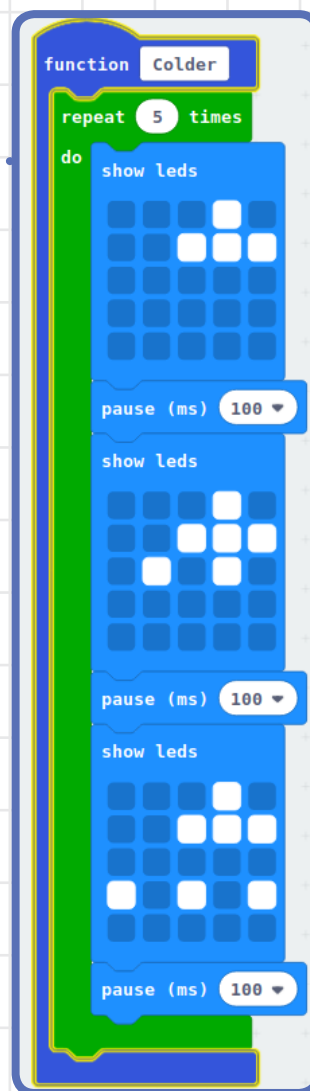 function Colder
repeat 5 times
do
show leds
pause (ms) 100
show leds
pause (ms) 100
show leds
pause (ms) 100